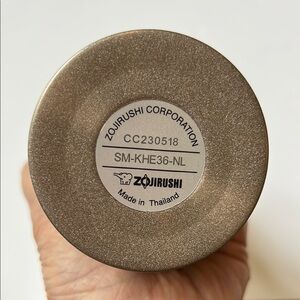 ZOJIRUSHI CORPORATION
CC230518
SM-KHE36-NL
ZOJIRUSHI
Made in Thailand